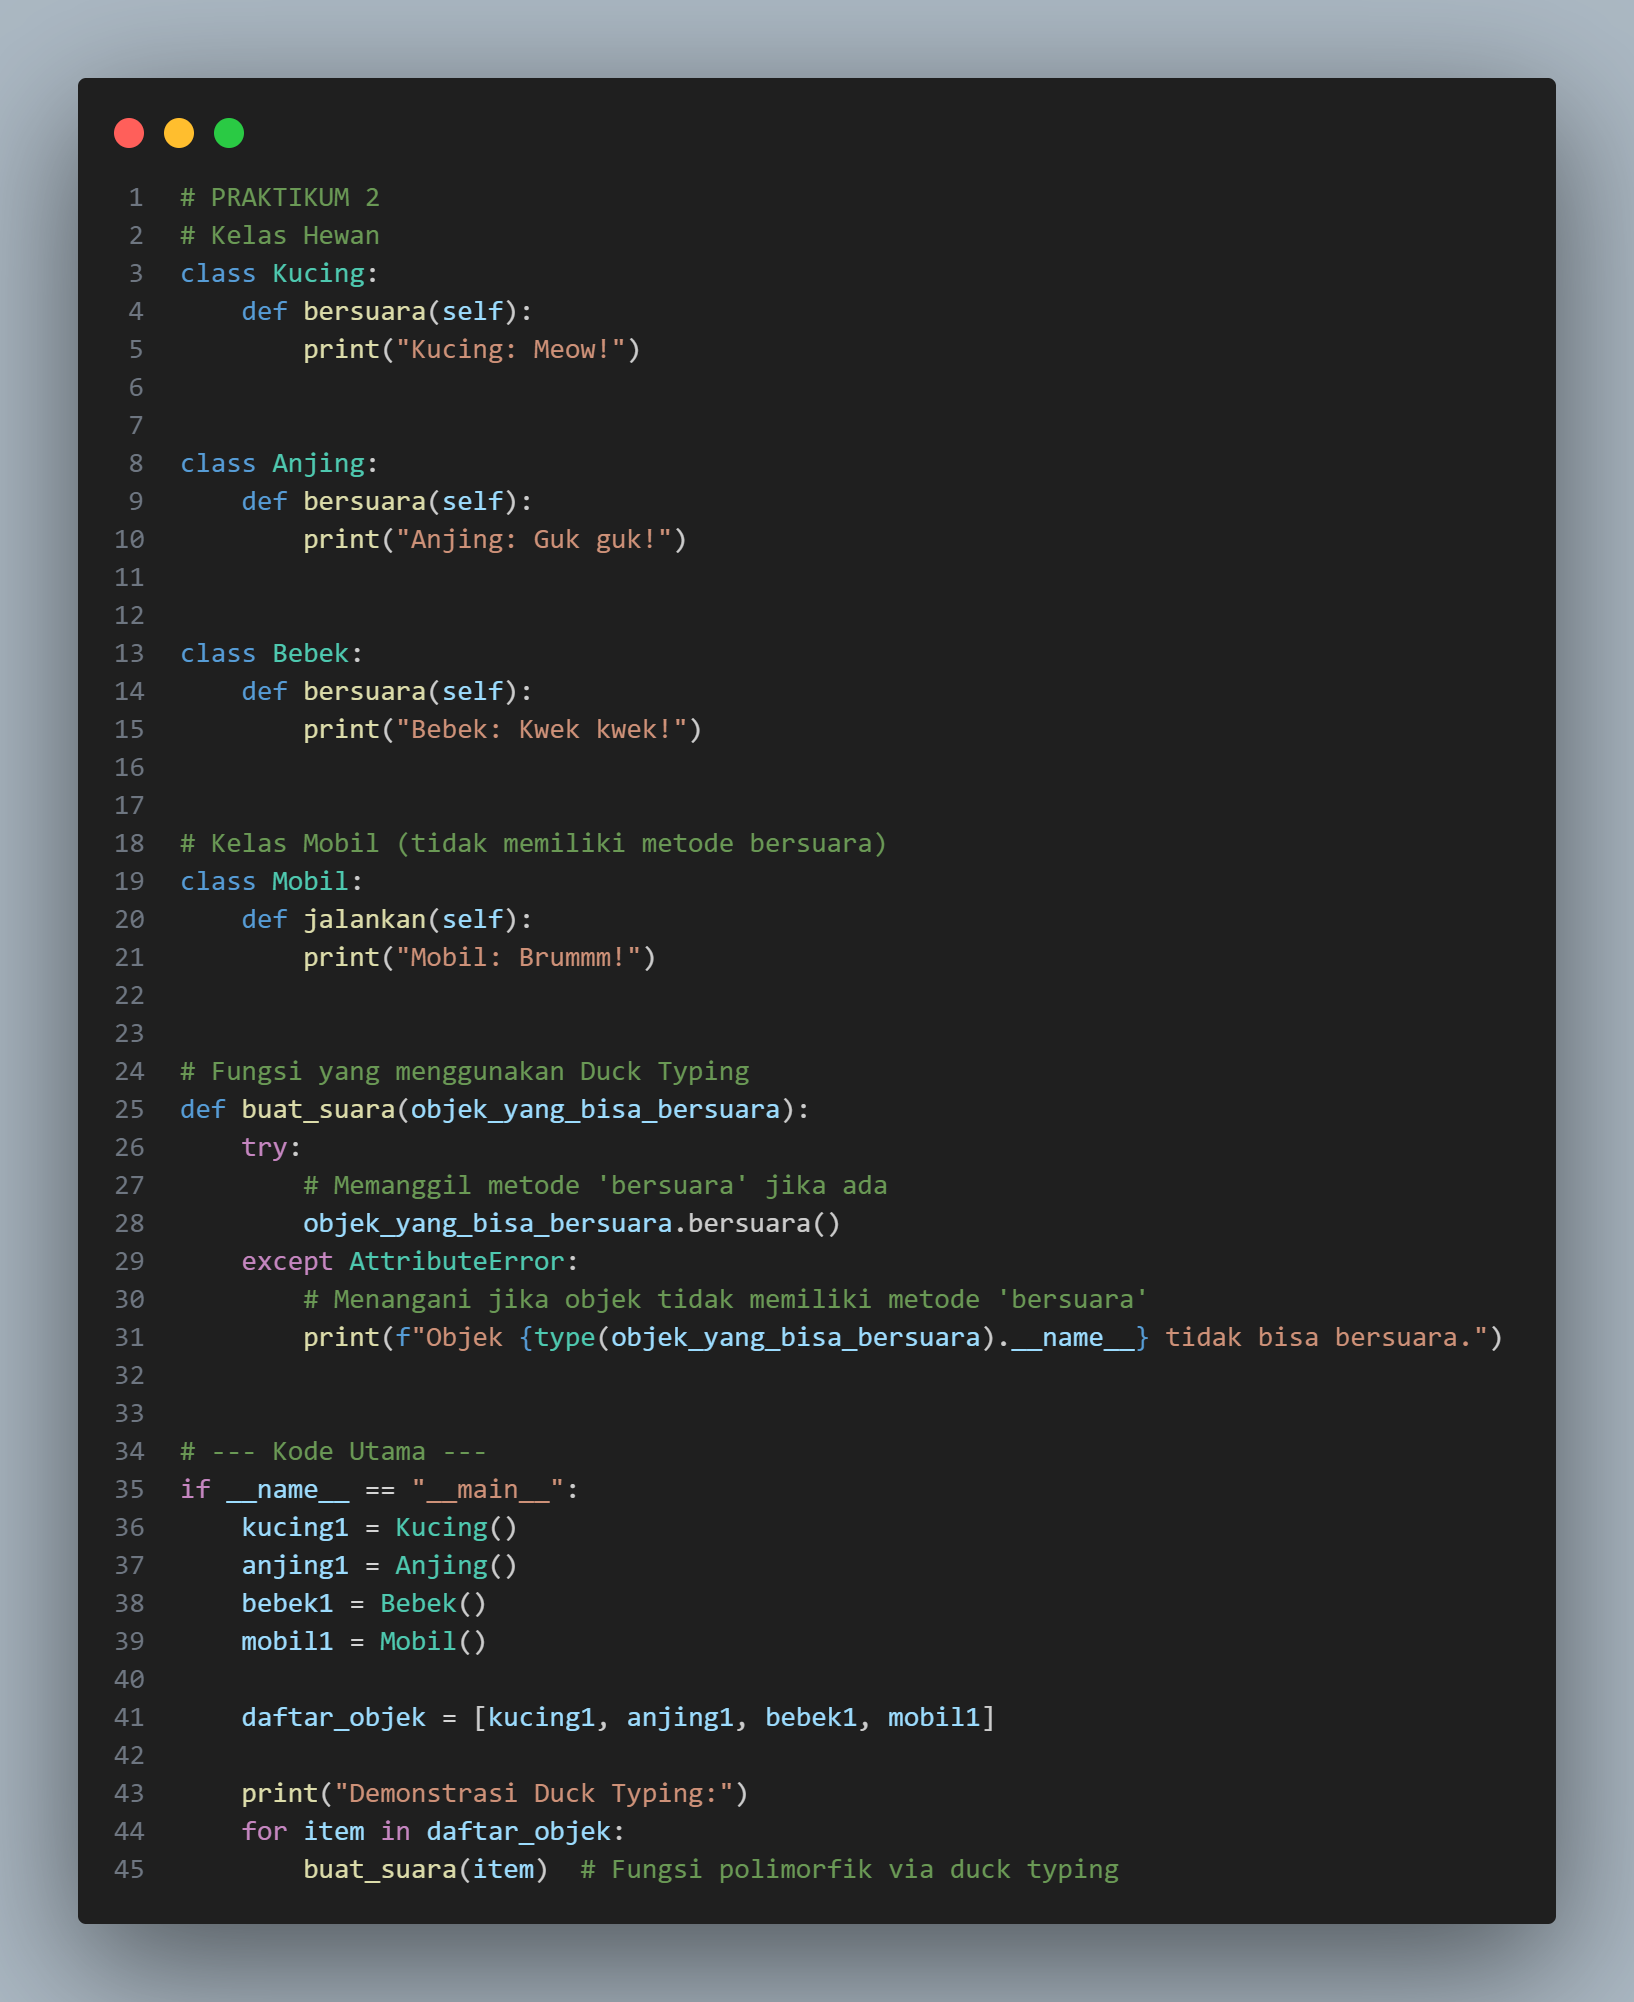 1 # PRAKTIKUM 2
2 # Kelas Hewan
3 class Kucing:
4     def bersuara(self):
5         print("Kucing: Meow!")
6
7
8 class Anjing:
9     def bersuara(self):
10         print("Anjing: Guk guk!")
11
12
13 class Bebek:
14     def bersuara(self):
15         print("Bebek: Kwek kwek!")
16
17
18 # Kelas Mobil (tidak memiliki metode bersuara)
19 class Mobil:
20     def jalankan(self):
21         print("Mobil: Brummm!")
22
23
24 # Fungsi yang menggunakan Duck Typing
25 def buat_suara(objek_yang_bisa_bersuara):
26     try:
27         # Memanggil metode 'bersuara' jika ada
28         objek_yang_bisa_bersuara.bersuara()
29     except AttributeError:
30         # Menangani jika objek tidak memiliki metode 'bersuara'
31         print(f"Objek {type(objek_yang_bisa_bersuara).__name__} tidak bisa bersuara.")
32
33
34 # --- Kode Utama ---
35 if __name__ == "__main__":
36     kucing1 = Kucing()
37     anjing1 = Anjing()
38     bebek1 = Bebek()
39     mobil1 = Mobil()
40
41     daftar_objek = [kucing1, anjing1, bebek1, mobil1]
42
43     print("Demonstrasi Duck Typing:")
44     for item in daftar_objek:
45         buat_suara(item)  # Fungsi polimorfik via duck typing